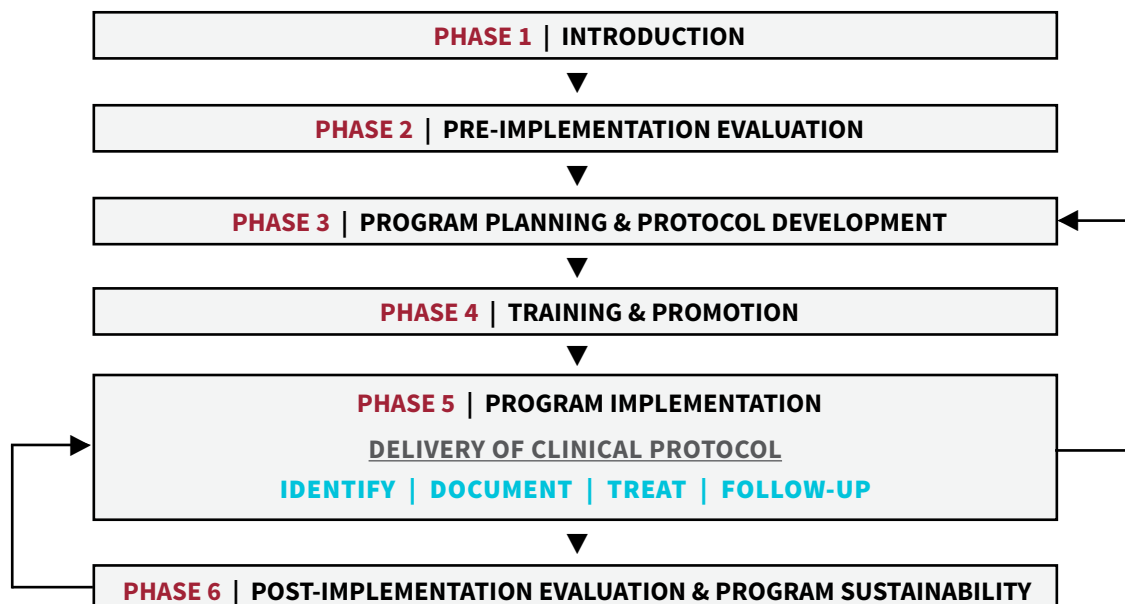 PHASE 1 | INTRODUCTION
PHASE 2 | PRE-IMPLEMENTATION EVALUATION
PHASE 3 | PROGRAM PLANNING & PROTOCOL DEVELOPMENT
PHASE 4 | TRAINING & PROMOTION
PHASE 5 | PROGRAM IMPLEMENTATION
DELIVERY OF CLINICAL PROTOCOL
IDENTIFY | DOCUMENT | TREAT | FOLLOW-UP
PHASE 6 | POST-IMPLEMENTATION EVALUATION & PROGRAM SUSTAINABILITY